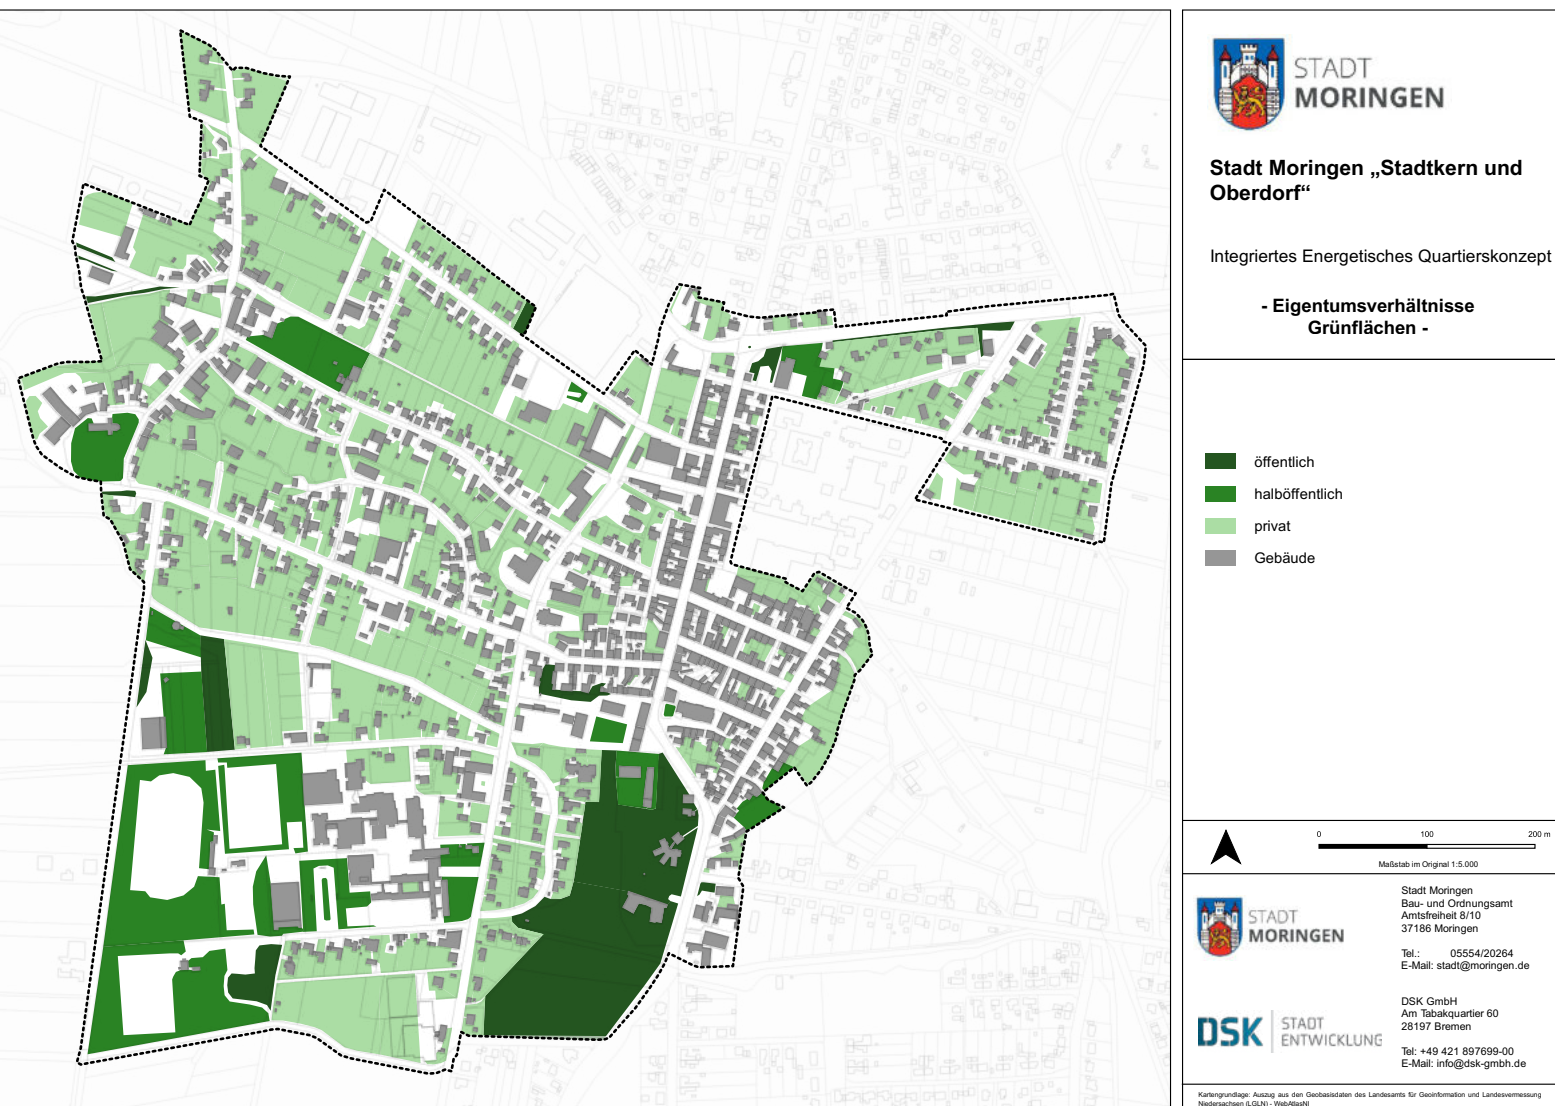 STADT
MORINGEN
Stadt Moringen „Stadtkern und
Oberdorf“
Integriertes Energetisches Quartierskonzept
- Eigentumsverhältnisse
Grünflächen -
öffentlich
halböffentlich
privat
Gebäude
0 100 200 m
Maßstab im Original 1:5.000
STADT
MORINGEN
Stadt Moringen
Bau- und Ordnungsamt
Amtsfreiheit 8/10
37186 Moringen
Tel.: 05554/20264
E-Mail: stadt@moringen.de
DSK STADT
ENTWICKLUNG
DSK GmbH
Am Tabakquartier 60
28197 Bremen
Tel: +49 421 897699-00
E-Mail: info@dsk-gmbh.de
Kartengrundlage: Auszug aus den Geobasisdaten des Landesamts für Geoinformation und Landesvermessung
Niedersachsen (LGLN) - WebAtlasNI